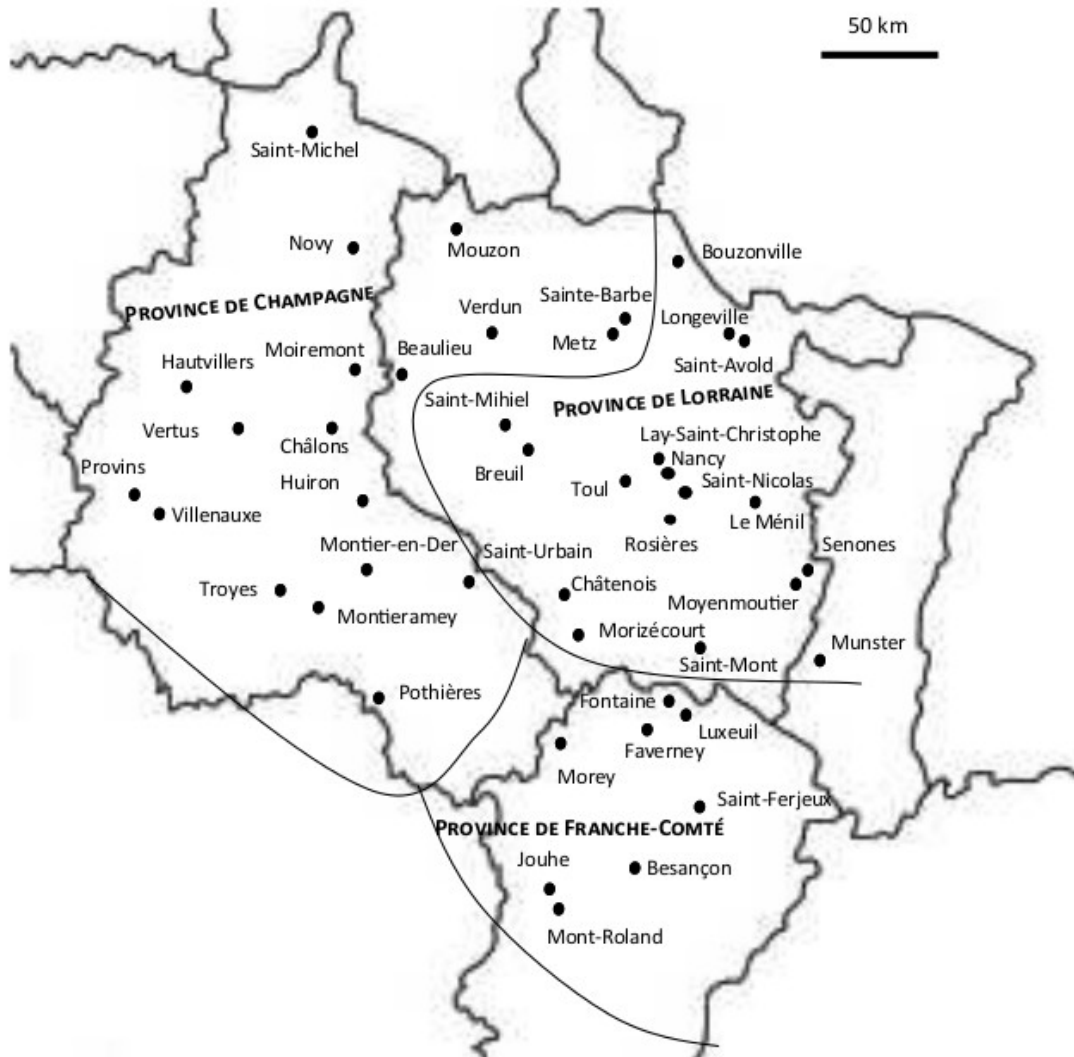 50 km
Saint-Michel
Novy
Mouzon
Bouzonville
PROVINCE DE CHAMPAGNE
Verdun
Sainte-Barbe
Longeville
Metz
Hautvillers
Moiremont
Beaulieu
Saint-Avold
Saint-Mihiel
PROVINCE DE LORRAINE
Vertus
Châlons
Lay-Saint-Christophe
Breuil
Nancy
Provins
Huiron
Toul
Saint-Nicolas
Villenauxe
Le Ménil
Rosières
Montier-en-Der
Saint-Urbain
Senones
Troyes
Châtenois
Moyenmoutier
Montieramey
Morizécourt
Munster
Saint-Mont
Pothières
Fontaine
Luxeuil
Faverney
Morey
Saint-Ferjeux
PROVINCE DE FRANCHE-COMTÉ
Jouhe
Besançon
Mont-Roland